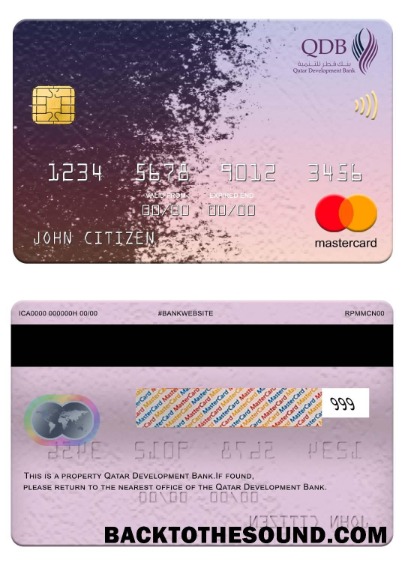 QDB
بنك قطر للتنمية
Qatar Development Bank
1234 5678 9012 3456
VALID FROM EXPIRED END
00/00 00/00
JOHN CITIZEN
mastercard
ICA0000 000000H 00/00 #BANKWEBSITE RPMMCN00
999
THIS IS A PROPERTY QATAR DEVELOPMENT BANK.IF FOUND,
PLEASE RETURN TO THE NEAREST OFFICE OF THE QATAR DEVELOPMENT BANK.
BACKTOTHESOUND.COM